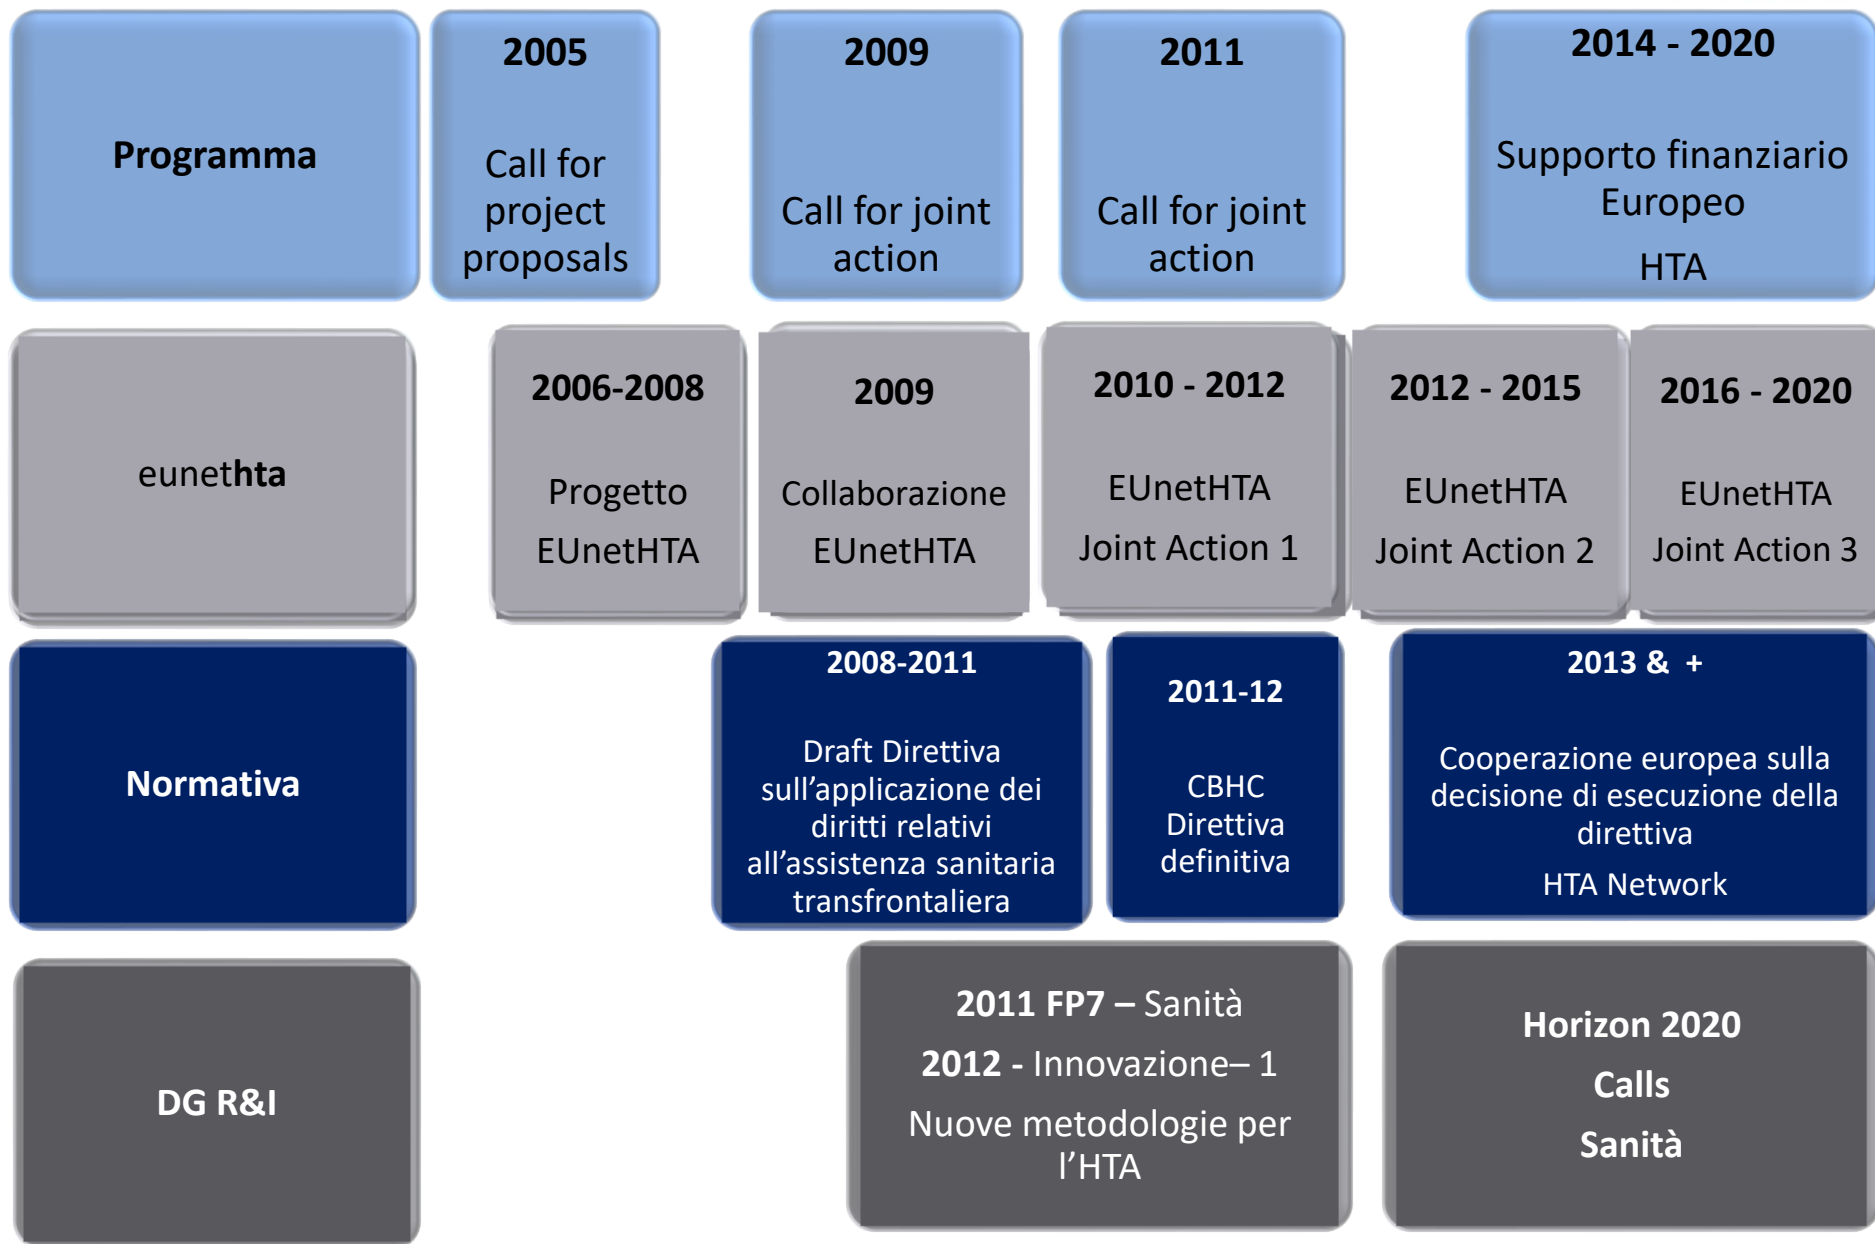 Programma
2005
Call for
project
proposals
2009
Call for joint
action
2011
Call for joint
action
2014 - 2020
Supporto finanziario
Europeo
HTA
eunethta
2006-2008
Progetto
EUnetHTA
2009
Collaborazione
EUnetHTA
2010 - 2012
EUnetHTA
Joint Action 1
2012 - 2015
EUnetHTA
Joint Action 2
2016 - 2020
EUnetHTA
Joint Action 3
Normativa
2008-2011
Draft Direttiva
sull’applicazione dei
diritti relativi
all’assistenza sanitaria
transfrontaliera
2011-12
CBHC
Direttiva
definitiva
2013 & +
Cooperazione europea sulla
decisione di esecuzione della
direttiva
HTA Network
DG R&I
2011 FP7 – Sanità
2012 - Innovazione– 1
Nuove metodologie per
l’HTA
Horizon 2020
Calls
Sanità